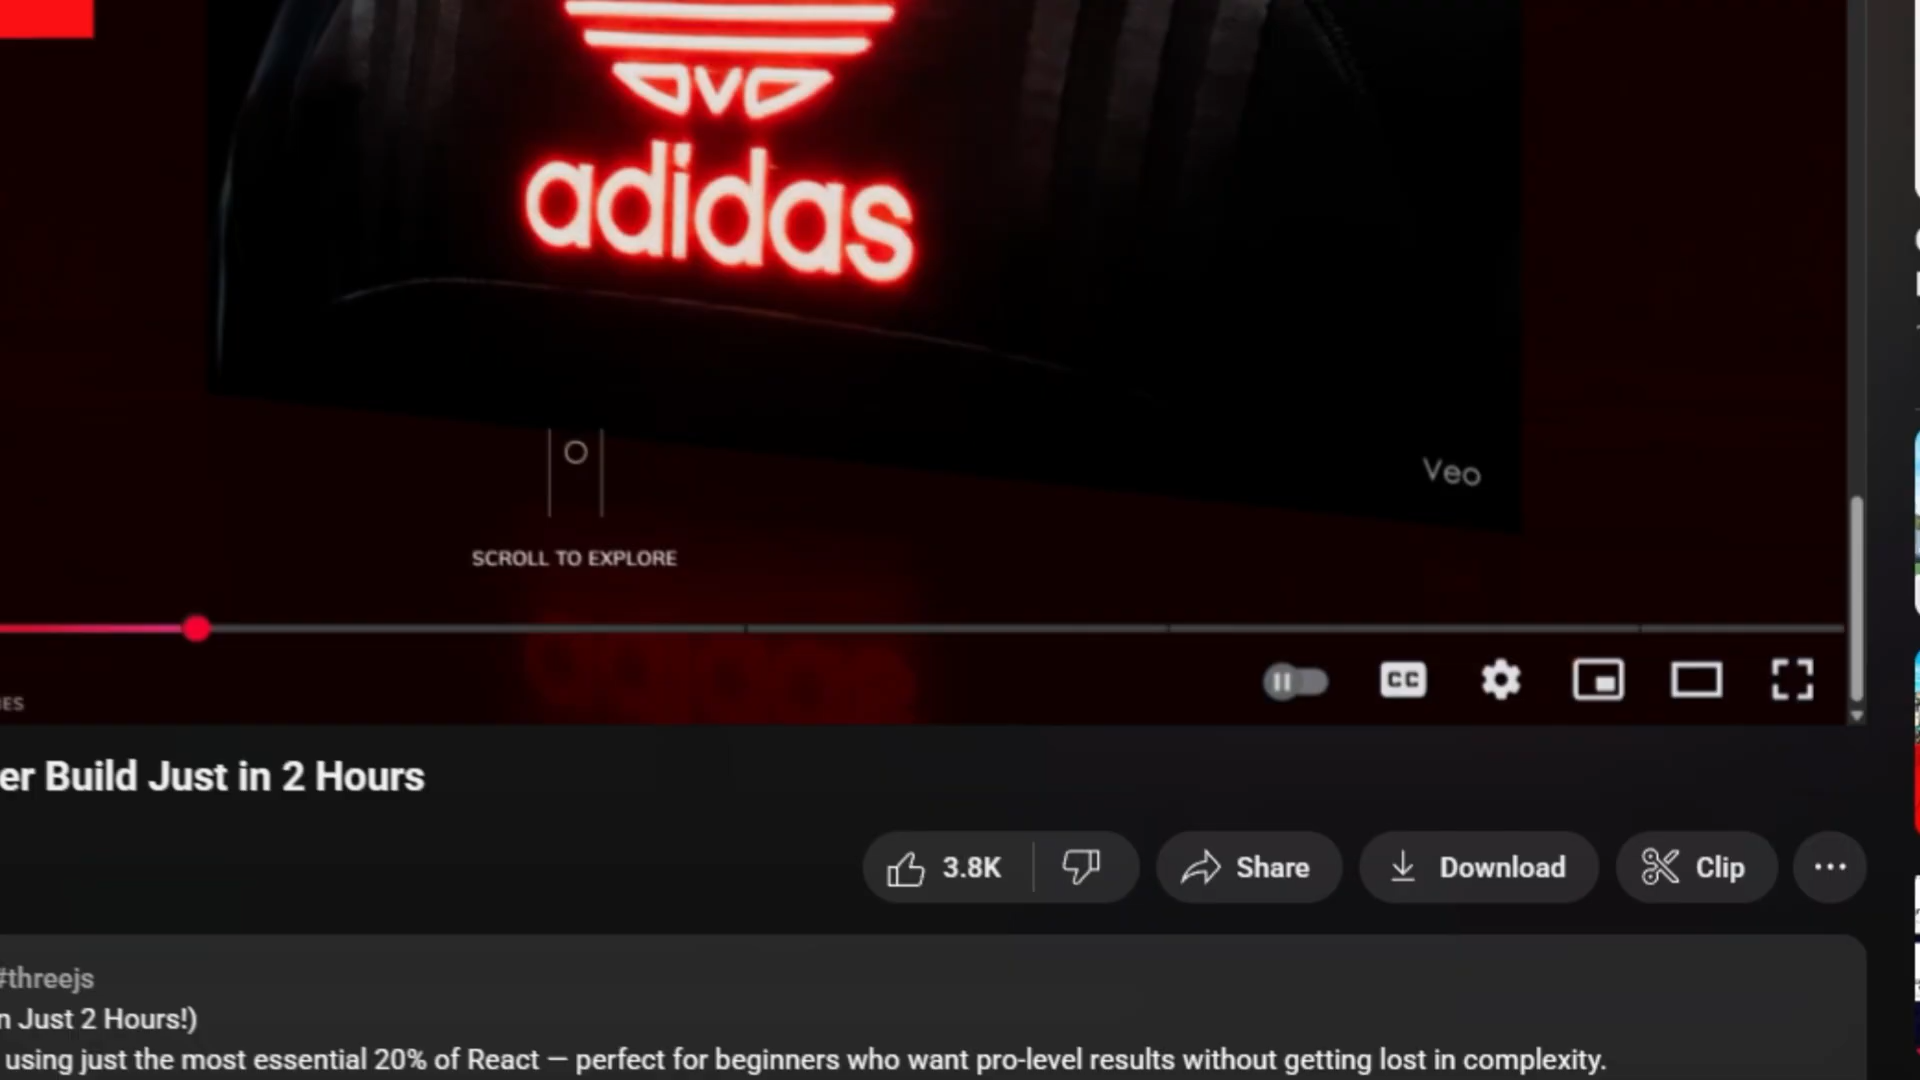 adidas
Veo
SCROLL TO EXPLORE
CC
er Build Just in 2 Hours
3.8K
Share
Download
Clip
#threejs
n Just 2 Hours!)
using just the most essential 20% of React — perfect for beginners who want pro-level results without getting lost in complexity.